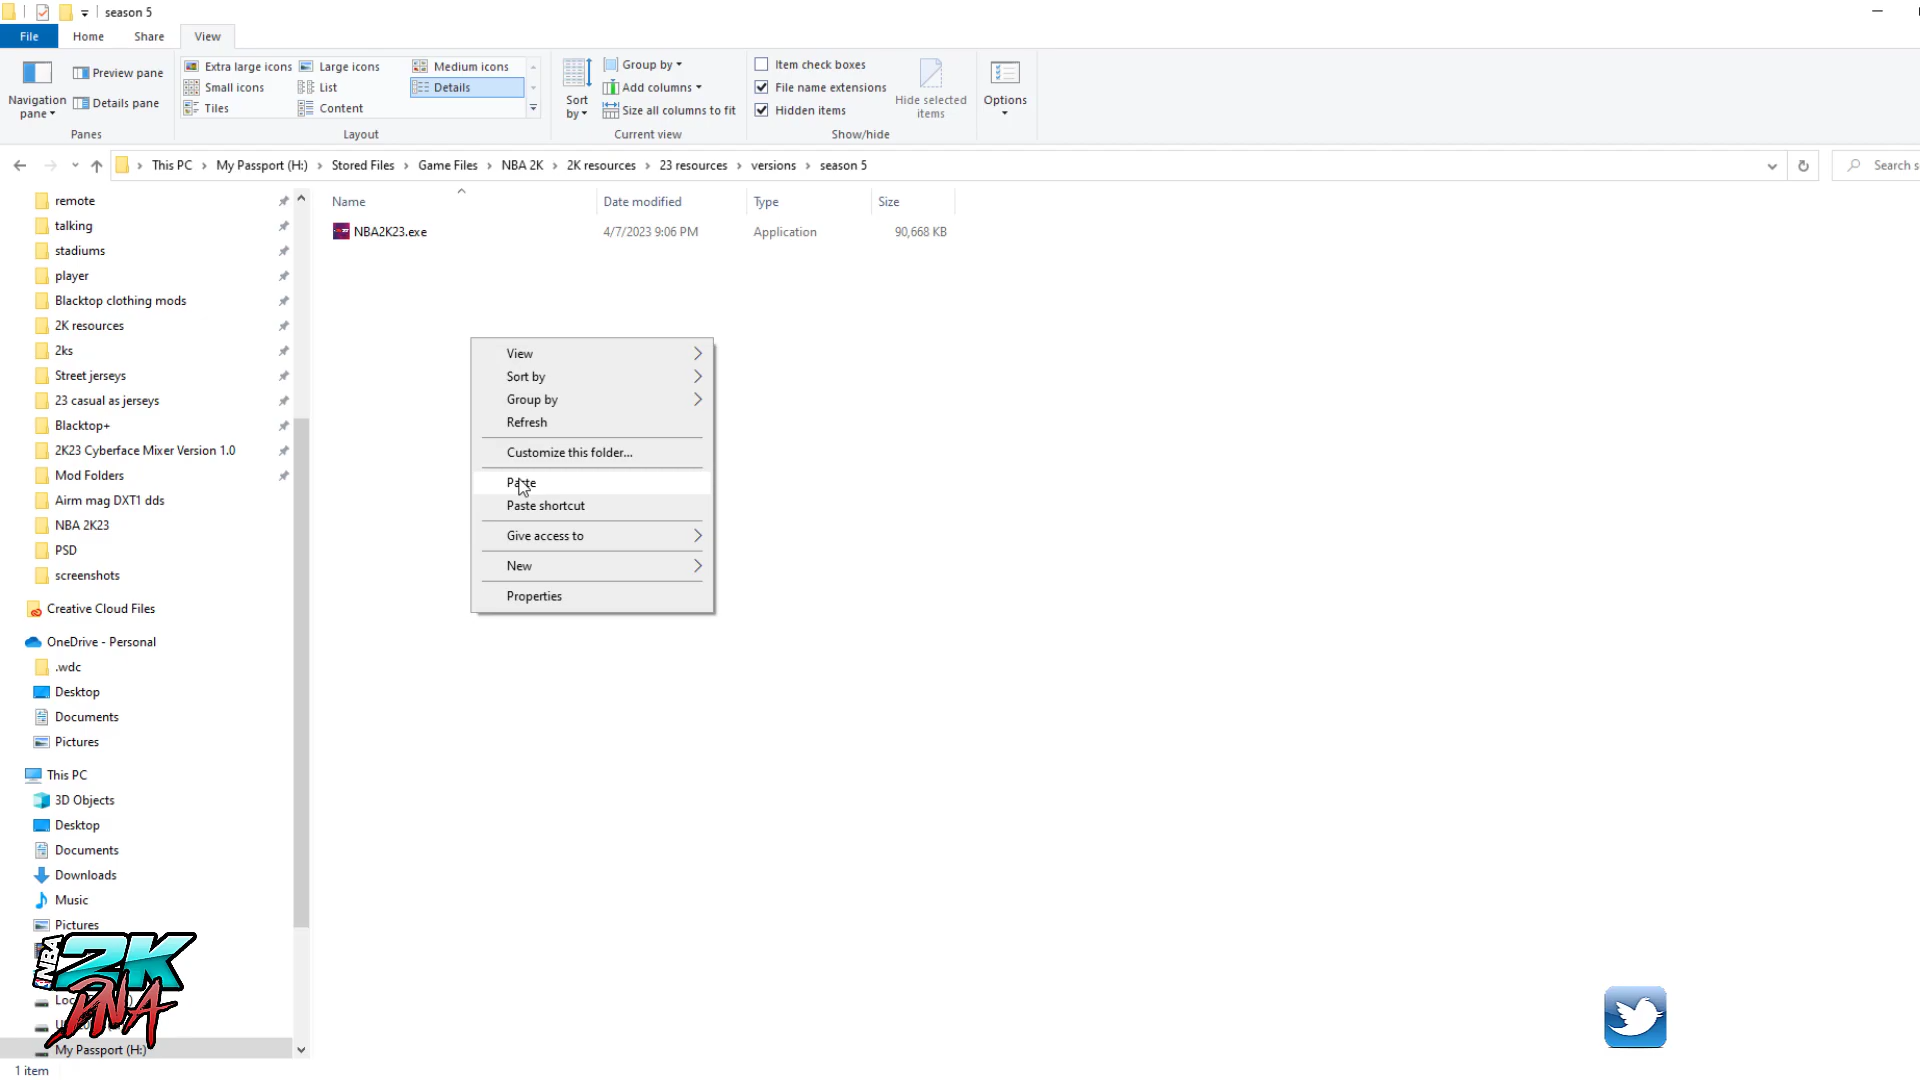 season 5
File Home Share View
Navigation pane
Preview pane
Details pane
Panes
Extra large icons Large icons Medium icons
Small icons List Details
Tiles Content
Layout
Sort by
Group by
Add columns
Size all columns to fit
Current view
Item check boxes
File name extensions
Hidden items
Hide selected items
Show/hide
Options
This PC My Passport (H:) Stored Files Game Files NBA 2K 2K resources 23 resources versions season 5
Search s
remote
talking
stadiums
player
Blacktop clothing mods
2K resources
2ks
Street jerseys
23 casual as jerseys
Blacktop+
2K23 Cyberface Mixer Version 1.0
Mod Folders
Airm mag DXT1 dds
NBA 2K23
PSD
screenshots
Creative Cloud Files
OneDrive - Personal
.wdc
Desktop
Documents
Pictures
This PC
3D Objects
Desktop
Documents
Downloads
Music
Pictures
My Passport (H:)
1 item
Name Date modified Type Size
NBA2K23.exe 4/7/2023 9:06 PM Application 90,668 KB
View
Sort by
Group by
Refresh
Customize this folder...
Paste
Paste shortcut
Give access to
New
Properties
NBA 2K DNA